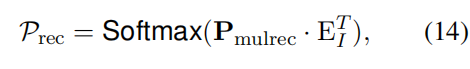 𝒫_rec = Softmax(𝐏_mulrec · E_I^T), (14)